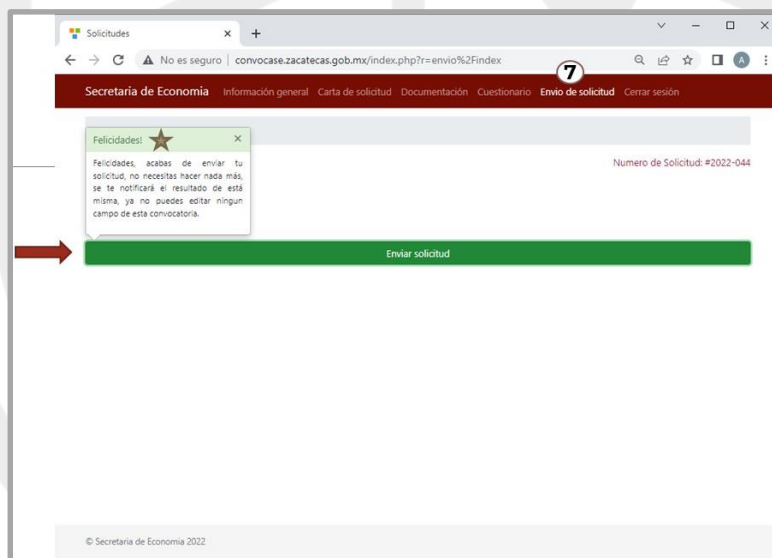 Solicitudes
No es seguro convocase.zacatecas.gob.mx/index.php?r=envio%2Findex
A
7
Secretaria de Economia Información general Carta de solicitud Documentación Cuestionario Envio de solicitud Cerrar sesión
Felicidades!
Felicidades, acabas de enviar tu
solicitud, no necesitas hacer nada más,
se te notificará el resultado de está
misma, ya no puedes editar ningun
campo de esta convocatoria.
Numero de Solicitud: #2022-044
Enviar solicitud
© Secretaria de Economia 2022